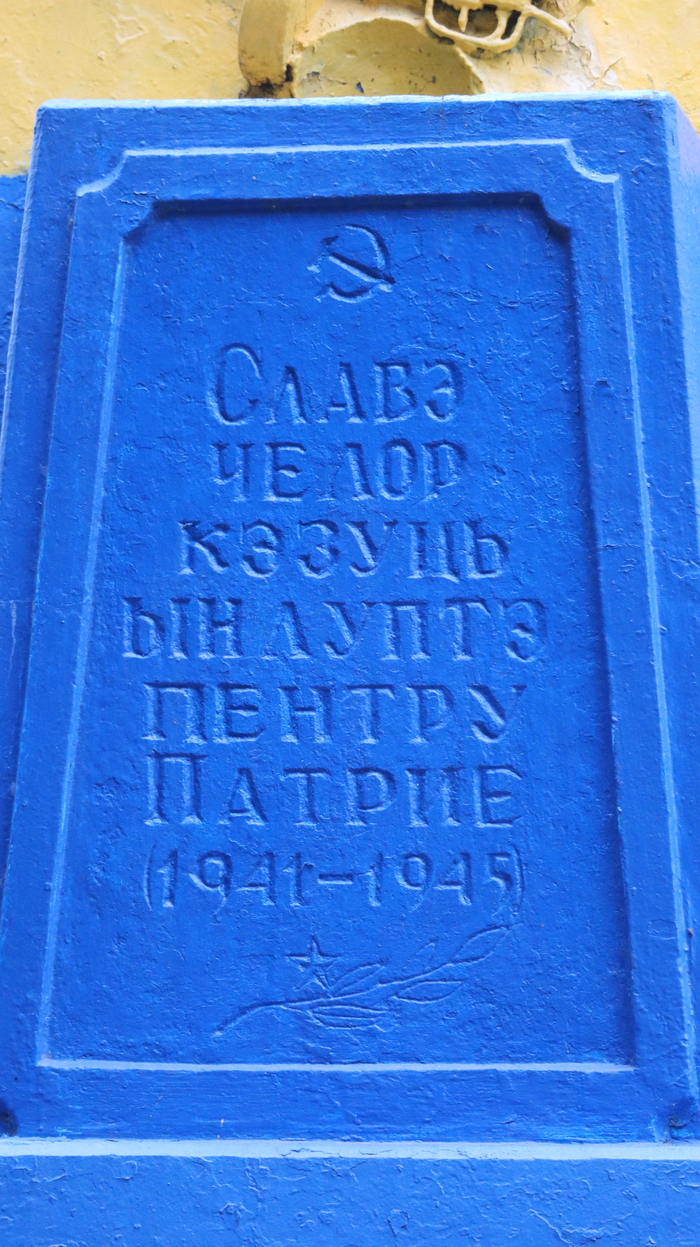 Славэ
челор
кэзуць
ын луптэ
пентру
Патрие
(1941-1945)